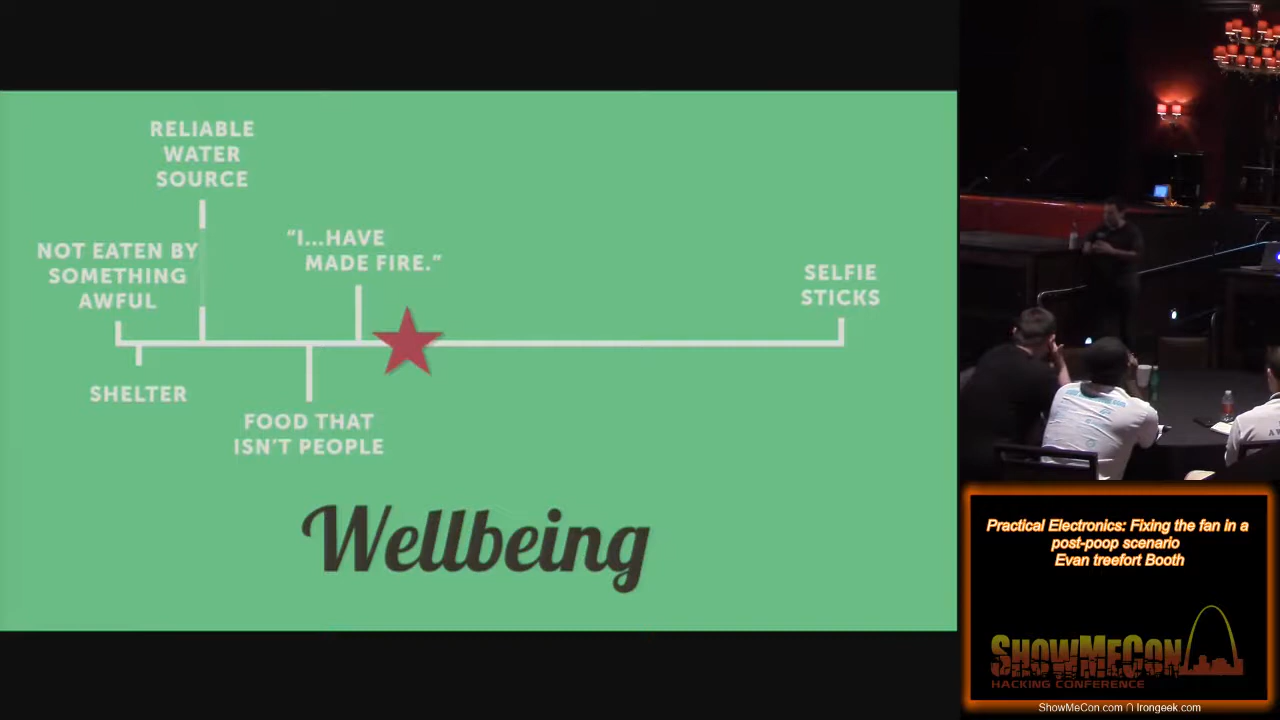 RELIABLE
WATER
SOURCE
NOT EATEN BY
SOMETHING
AWFUL
"I...HAVE
MADE FIRE."
SELFIE
STICKS
SHELTER
FOOD THAT
ISN'T PEOPLE
Wellbeing
Practical Electronics: Fixing the fan in a
post-poop scenario
Evan treefort Booth
SHOWMECON
HACKING CONFERENCE
ShowMeCon.com ∩ Irongeek.com